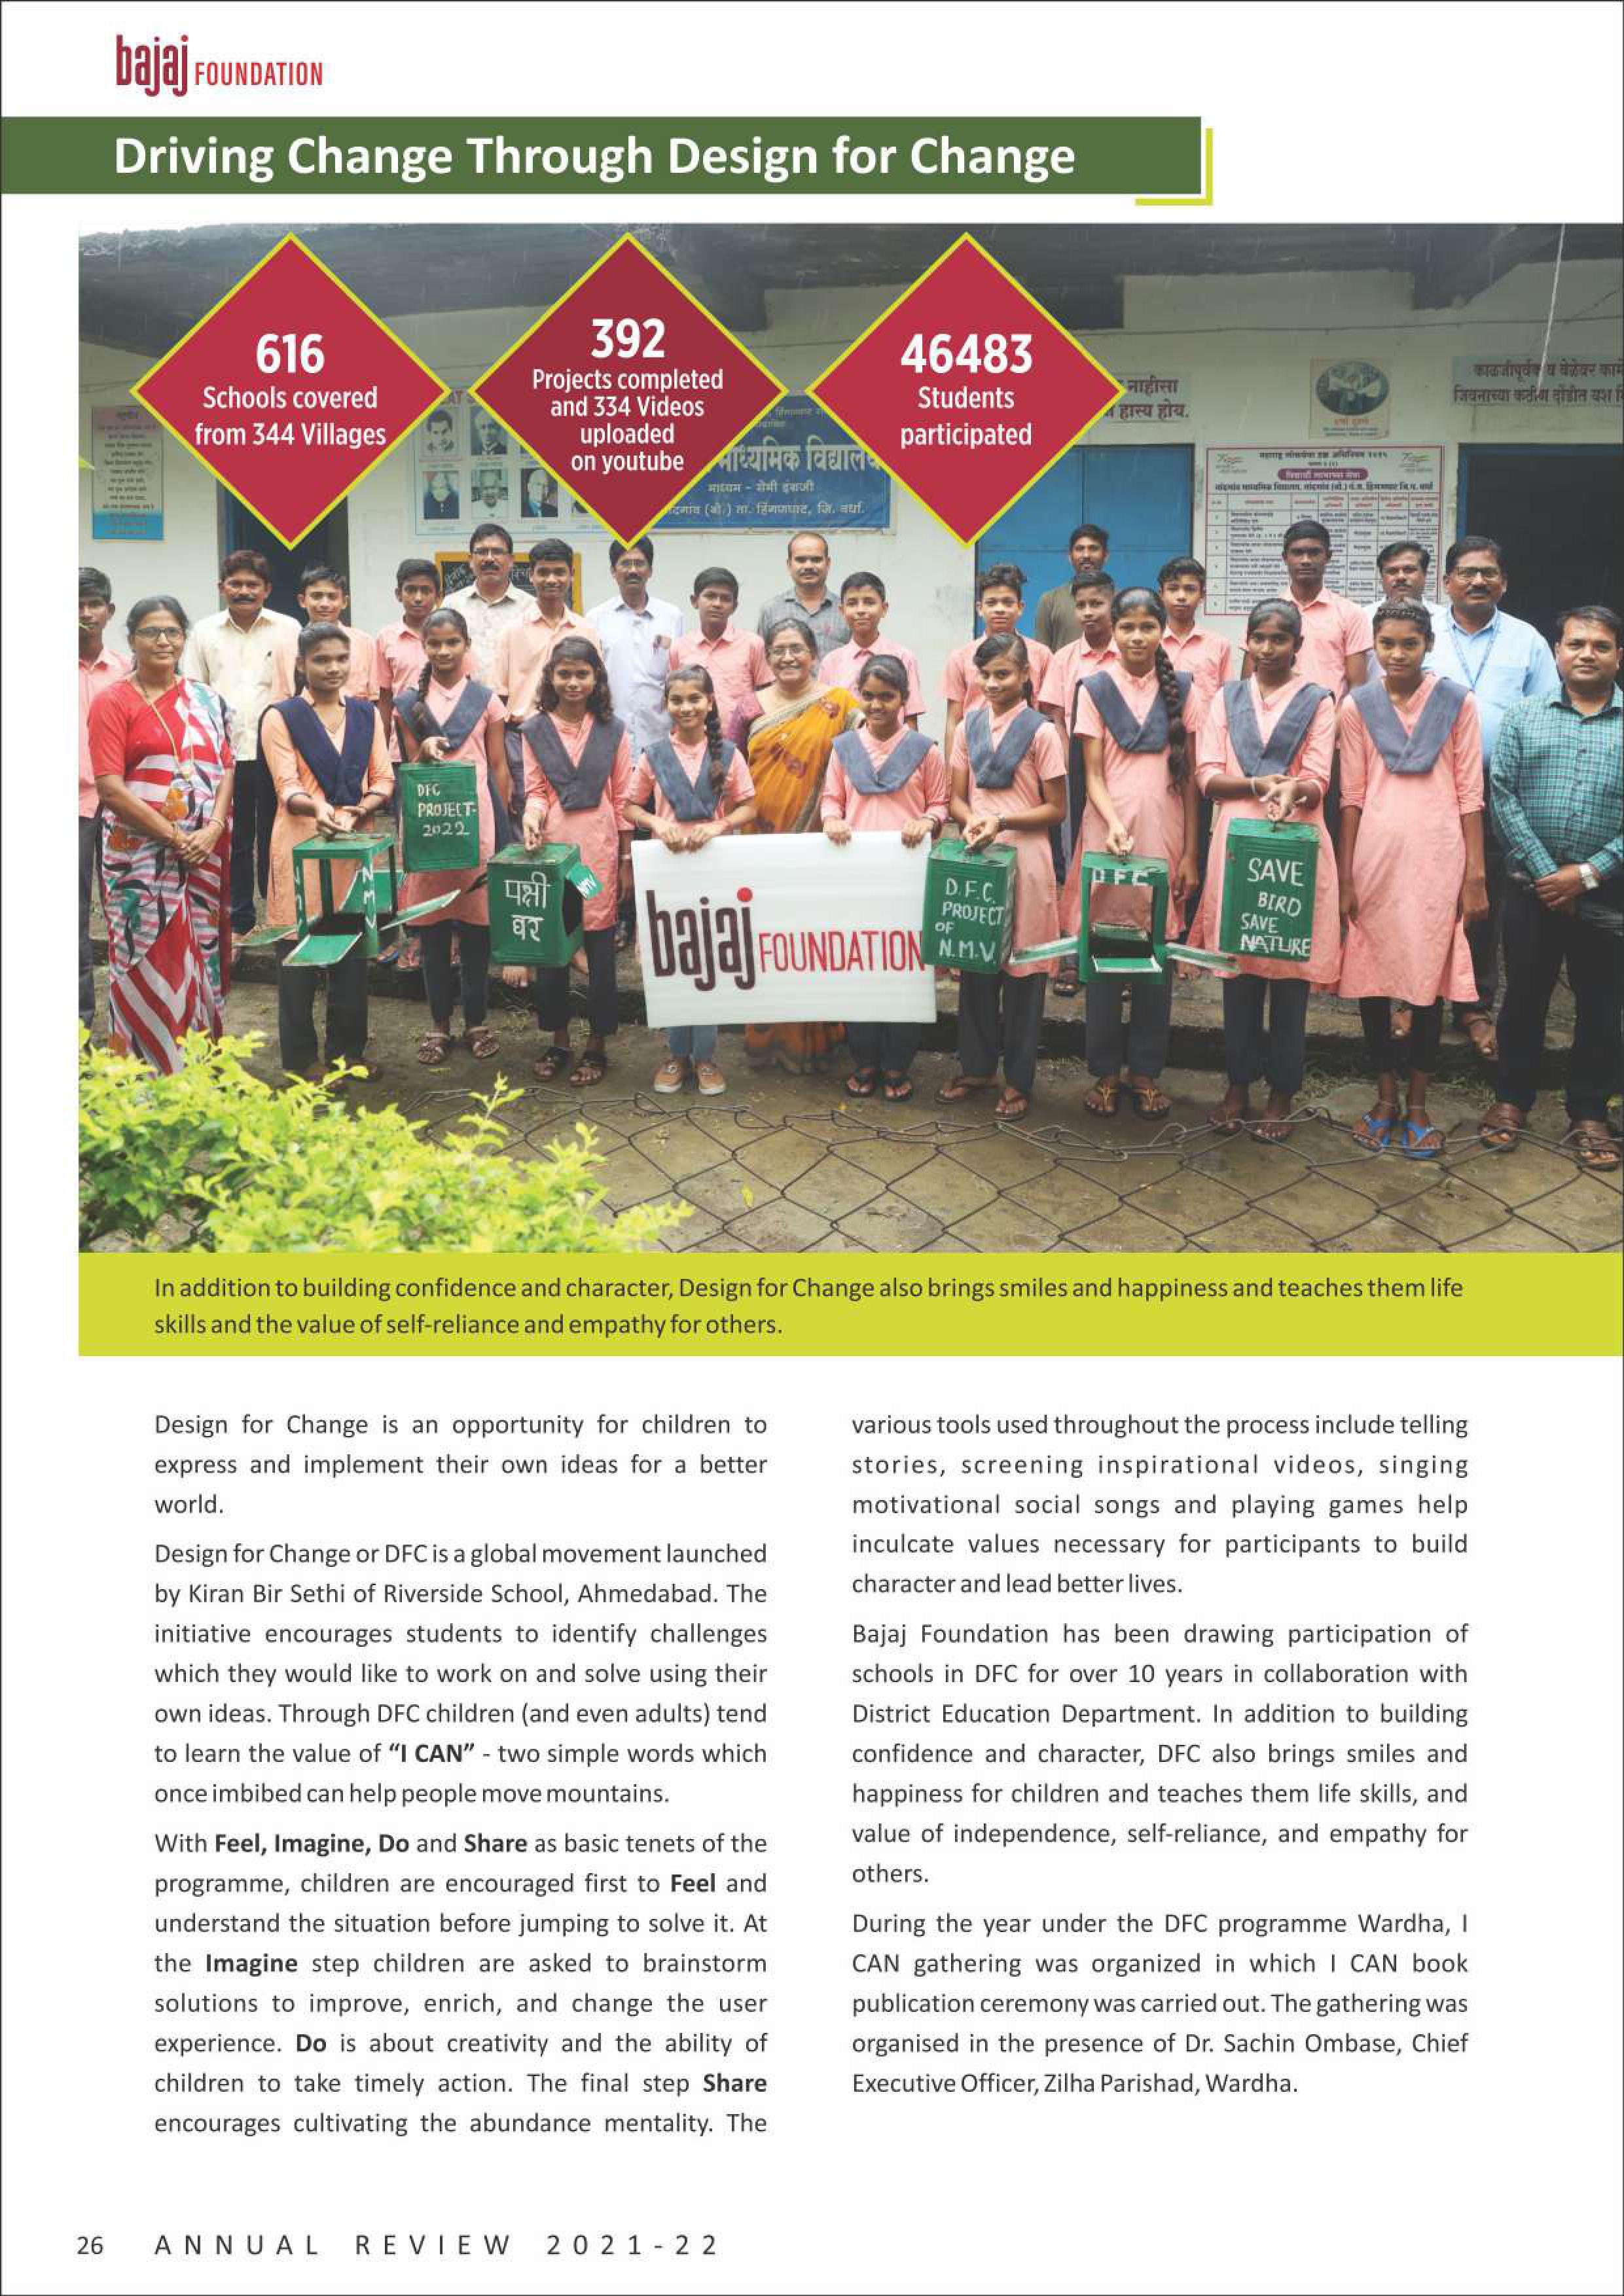 bajaj FOUNDATION
Driving Change Through Design for Change
616
Schools covered
from 344 Villages
392
Projects completed
and 334 Videos
uploaded
on youtube
46483
Students
participated
नाहीसा
हास्य होय.
माध्यमिक विद्यालय
माध्यम - सेमी इंग्रजी
ता. हिंगणघाट, जि. वर्धा.
काळजीपूर्वक व वेळेवर
जिवनाच्या कठीण
DFC
PROJECT-
2022
N
M
V
पक्षी
घर
bajaj FOUNDATION
D.F.C.
PROJECT
OF
N.M.V.
DFC
SAVE
BIRD
SAVE
NATURE
In addition to building confidence and character, Design for Change also brings smiles and happiness and teaches them life
skills and the value of self-reliance and empathy for others.
Design for Change is an opportunity for children to
express and implement their own ideas for a better
world.
Design for Change or DFC is a global movement launched
by Kiran Bir Sethi of Riverside School, Ahmedabad. The
initiative encourages students to identify challenges
which they would like to work on and solve using their
own ideas. Through DFC children (and even adults) tend
to learn the value of “I CAN” - two simple words which
once imbibed can help people move mountains.
With Feel, Imagine, Do and Share as basic tenets of the
programme, children are encouraged first to Feel and
understand the situation before jumping to solve it. At
the Imagine step children are asked to brainstorm
solutions to improve, enrich, and change the user
experience. Do is about creativity and the ability of
children to take timely action. The final step Share
encourages cultivating the abundance mentality. The
various tools used throughout the process include telling
stories, screening inspirational videos, singing
motivational social songs and playing games help
inculcate values necessary for participants to build
character and lead better lives.
Bajaj Foundation has been drawing participation of
schools in DFC for over 10 years in collaboration with
District Education Department. In addition to building
confidence and character, DFC also brings smiles and
happiness for children and teaches them life skills, and
value of independence, self-reliance, and empathy for
others.
During the year under the DFC programme Wardha, I
CAN gathering was organized in which I CAN book
publication ceremony was carried out. The gathering was
organised in the presence of Dr. Sachin Ombase, Chief
Executive Officer, Zilha Parishad, Wardha.
26 ANNUAL REVIEW 2021-22